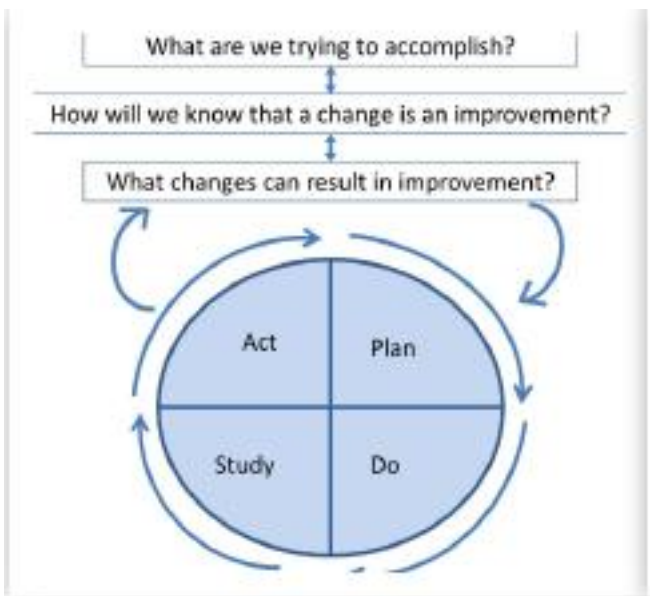 What are we trying to accomplish?
How will we know that a change is an improvement?
What changes can result in improvement?
Act
Plan
Study
Do